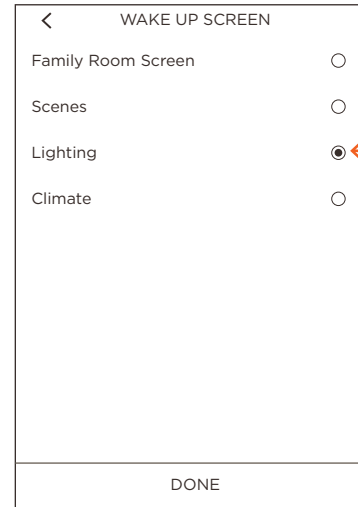 WAKE UP SCREEN
Family Room Screen
Scenes
Lighting
Climate
DONE